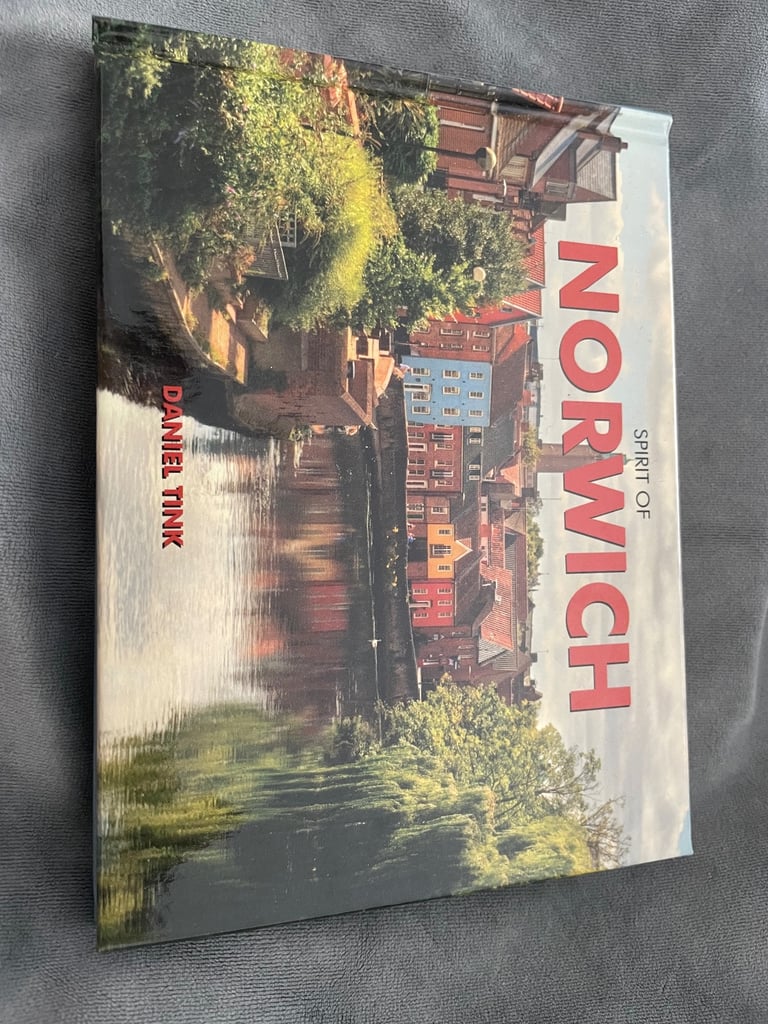 SPIRIT OF
NORWICH
DANIEL TINK